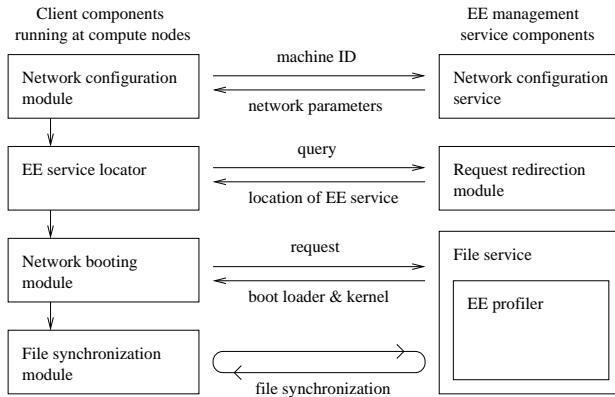 Client components
running at compute nodes
EE management
service components
Network configuration
module
machine ID
network parameters
Network configuration
service
EE service locator
query
location of EE service
Request redirection
module
Network booting
module
request
boot loader & kernel
File service
EE profiler
File synchronization
module
file synchronization